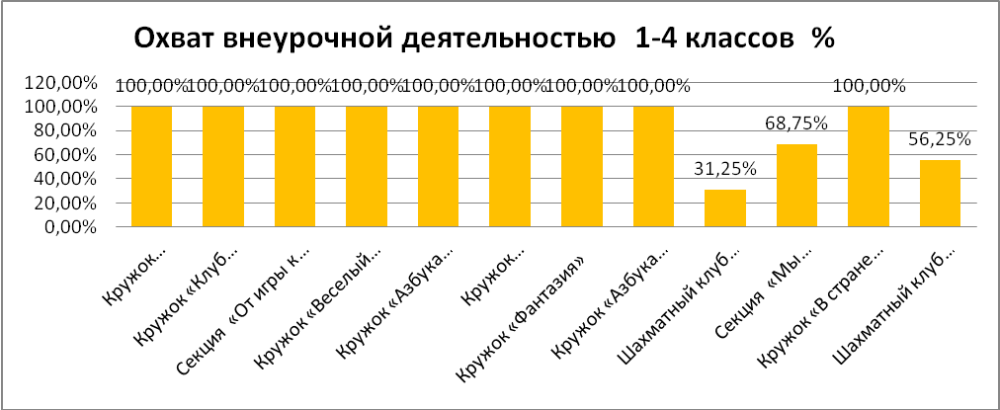 Охват внеурочной деятельностью 1-4 классов %
120,00%
100,00%
80,00%
60,00%
40,00%
20,00%
0,00%
100,00%
100,00%
100,00%
100,00%
100,00%
100,00%
100,00%
100,00%
31,25%
68,75%
100,00%
56,25%
Кружок...
Кружок «Клуб...
Секция «От игры к...
Кружок «Веселый...
Кружок «Азбука...
Кружок...
Кружок «Фантазия»
Кружок «Азбука...
Шахматный клуб...
Секция «Мы...
Кружок «В стране...
Шахматный клуб...